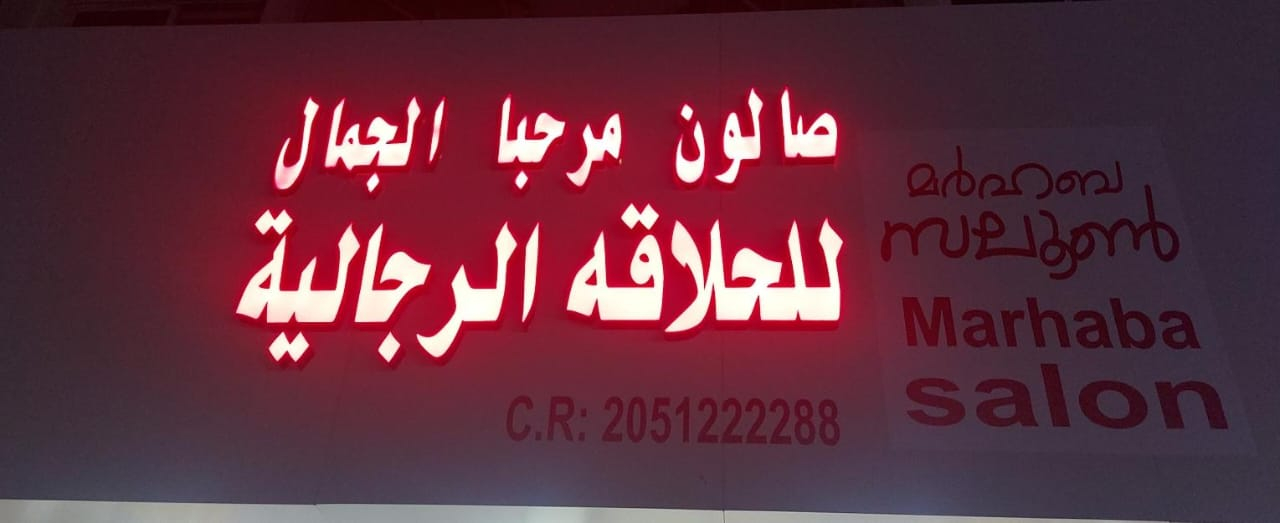 صالون مرحبا الجمال
للحلاقه الرجالية
C.R: 2051222288
മർഹബ
സലൂൺ
Marhaba
salon